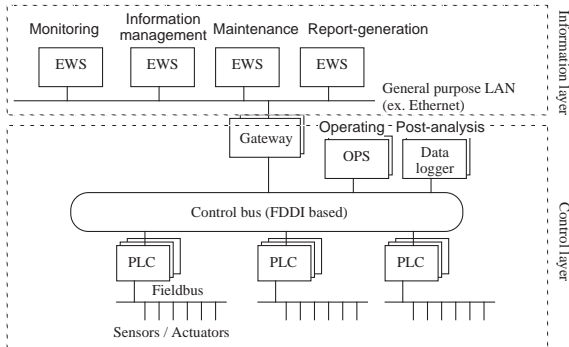 Monitoring
Information
management
Maintenance
Report-generation
EWS
EWS
EWS
EWS
General purpose LAN
(ex. Ethernet)
Information layer
Gateway
Operating
Post-analysis
OPS
Data
logger
Control bus (FDDI based)
PLC
PLC
PLC
Fieldbus
Sensors / Actuators
Control layer